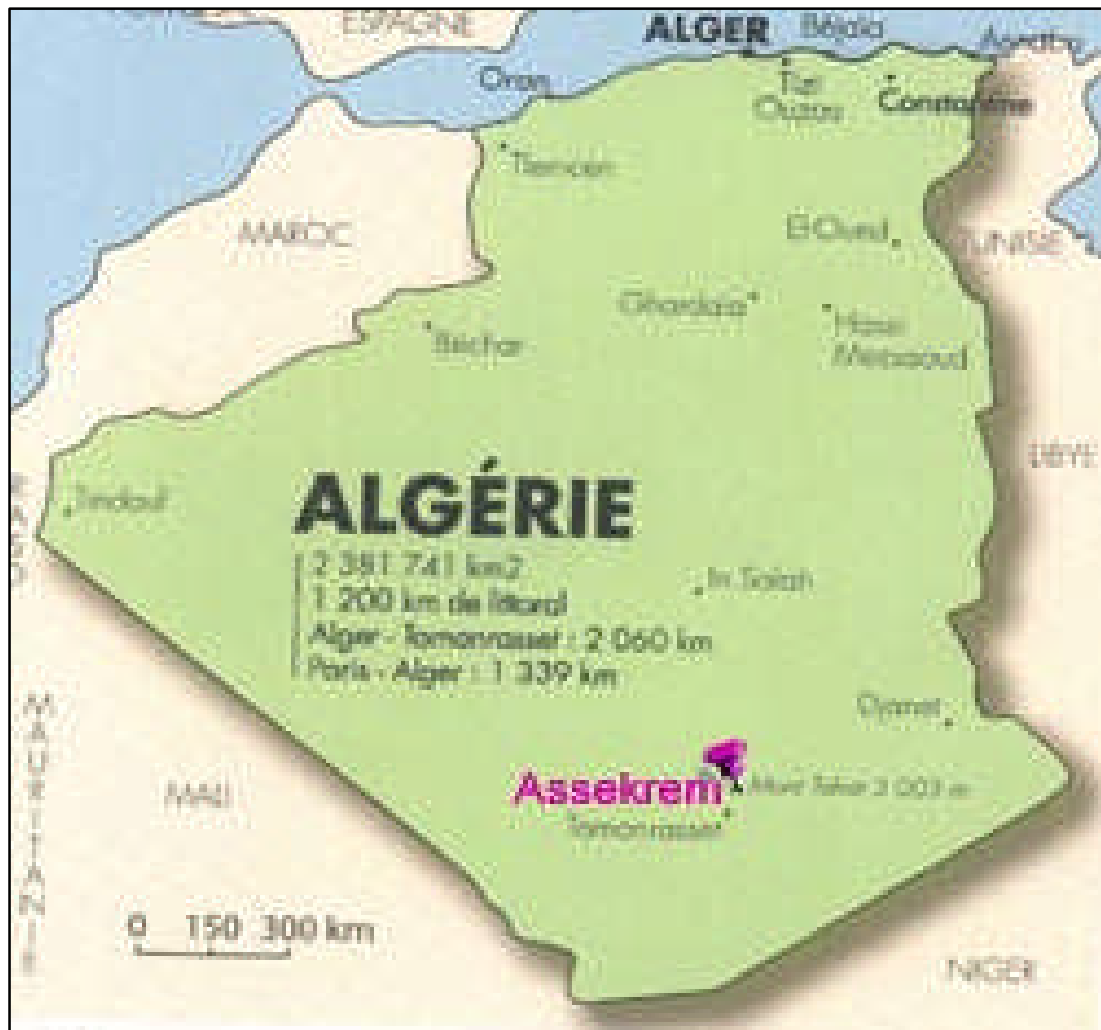 ESPAGNE
ALGER
Béjaïa
Oran
Tizi
Ouzou
Constantine
Tlemcen
MAROC
El Oued
TUNISIE
Ghardaïa
Hassi
Messaoud
Béchar
LIBYE
ALGÉRIE
Tindouf
2 381 741 km2
1 200 km de littoral
In Salah
Alger - Tamanrasset : 2 060 km
Paris - Alger : 1 339 km
Djanet
MAURITANIE
MALI
Assekrem
Mont Tahat 3 003 m
Tamanrasset
0 150 300 km
NIGER